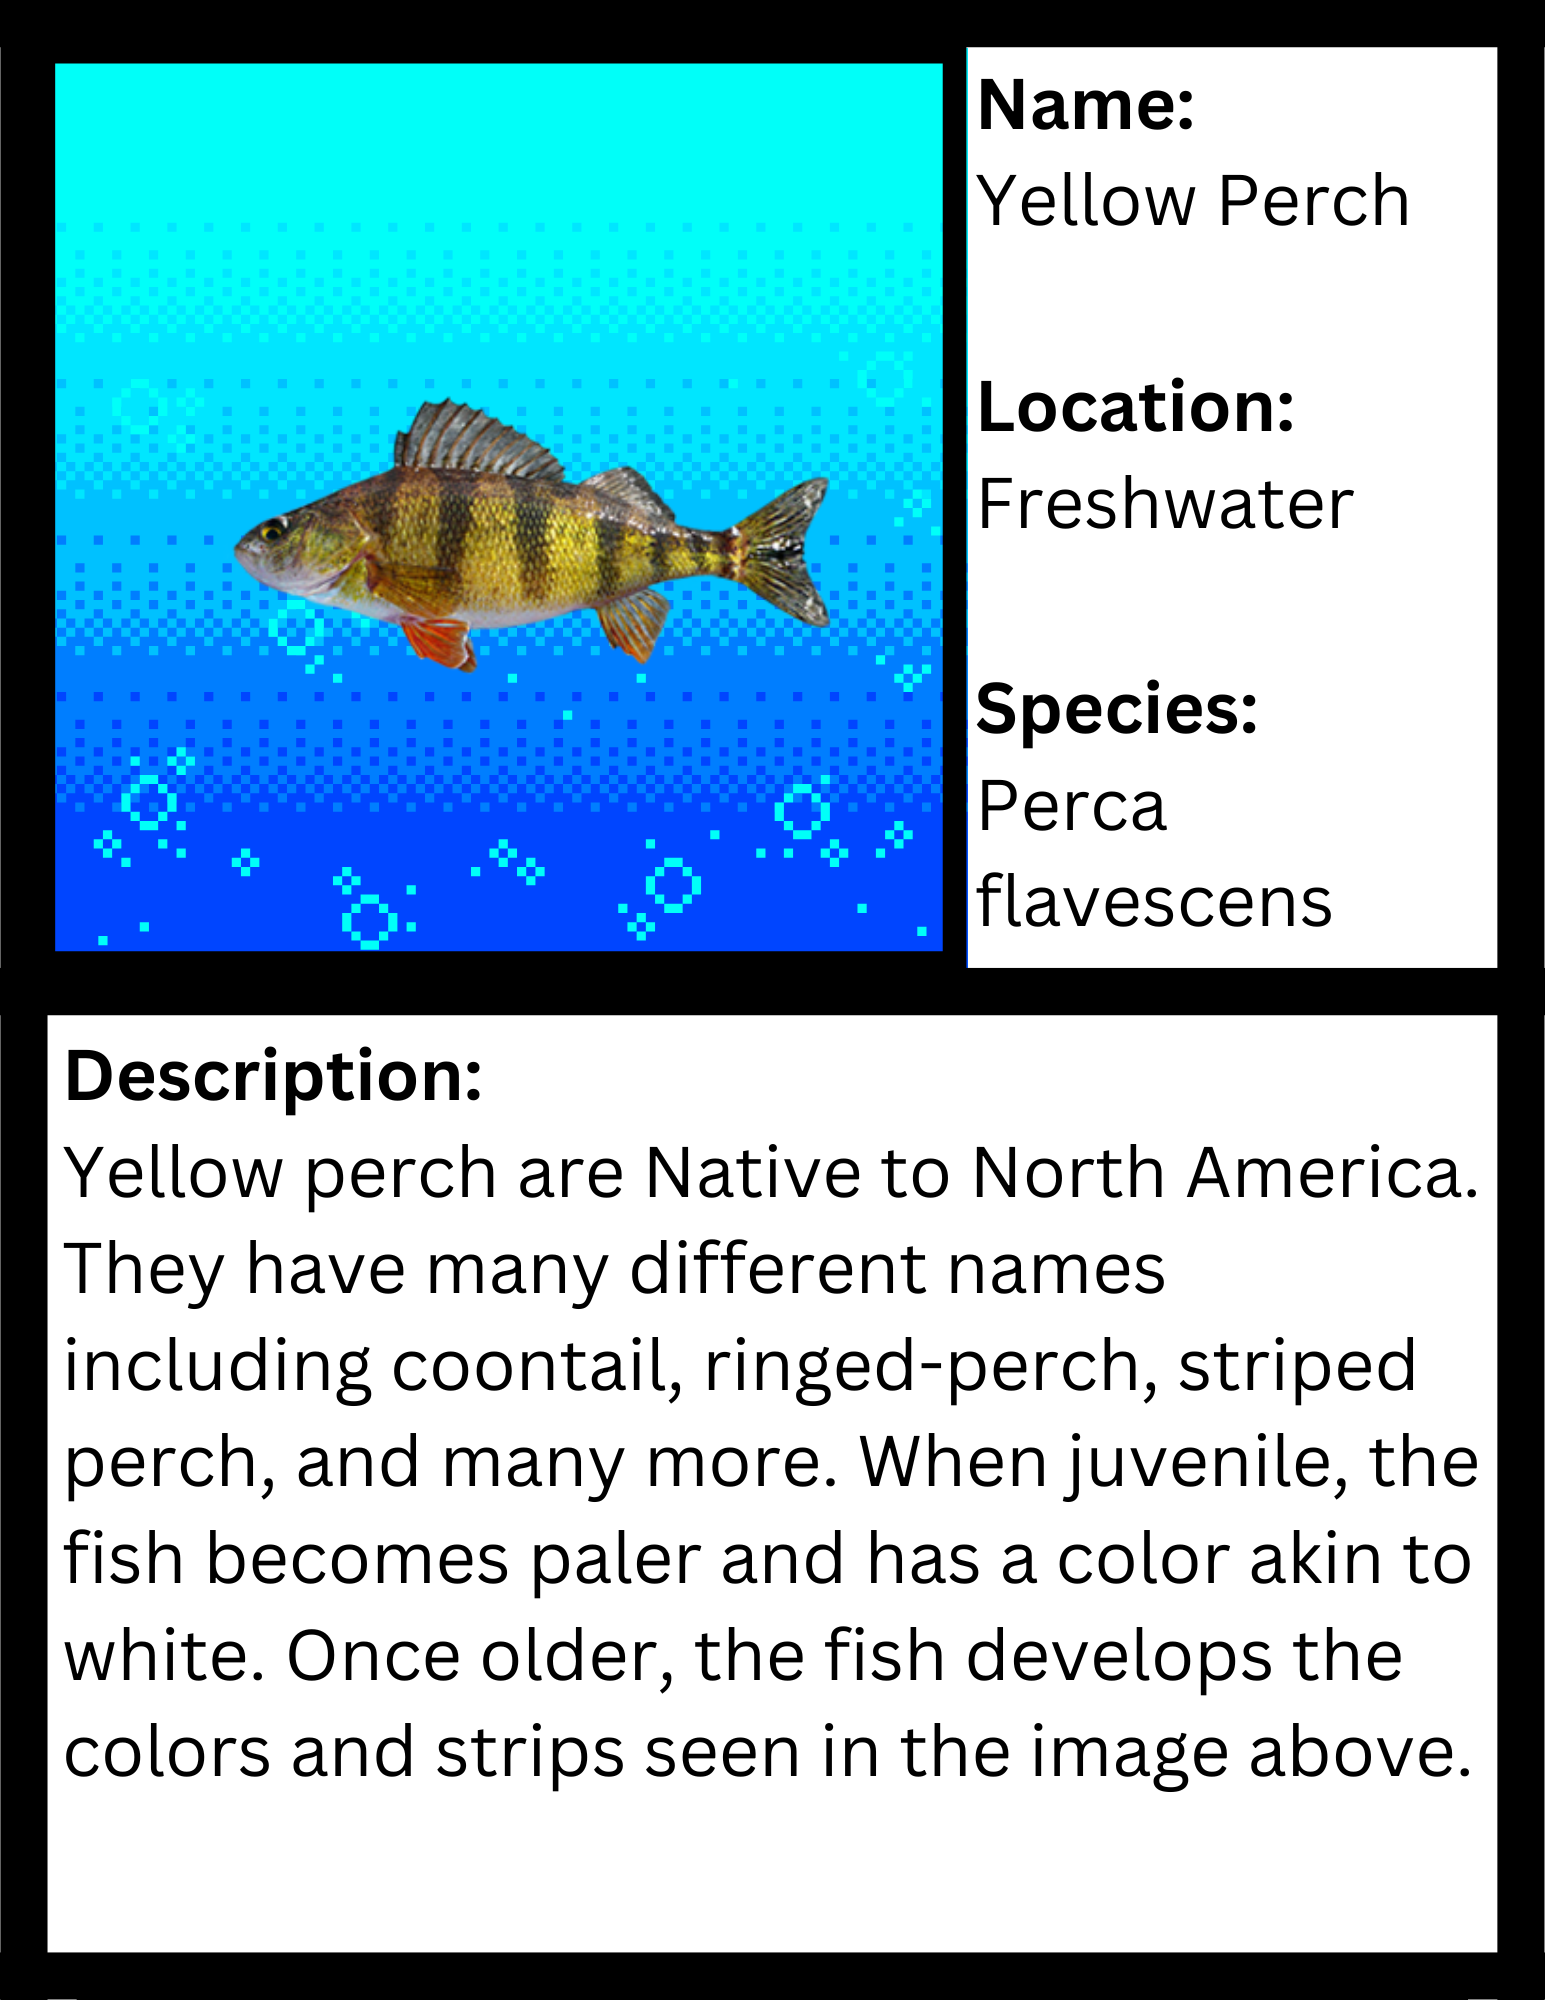 Name:
Yellow Perch
Location:
Freshwater
Species:
Perca
flavescens
Description:
Yellow perch are Native to North America.
They have many different names
including coontail, ringed-perch, striped
perch, and many more. When juvenile, the
fish becomes paler and has a color akin to
white. Once older, the fish develops the
colors and strips seen in the image above.